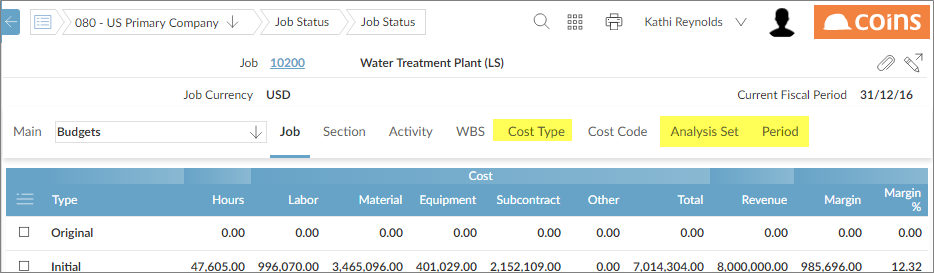 080 - US Primary Company Job Status Job Status Kathi Reynolds coins
Job 10200 Water Treatment Plant (LS)
Job Currency USD Current Fiscal Period 31/12/16
Main Budgets Job Section Activity WBS Cost Type Cost Code Analysis Set Period
Cost
Type Hours Labor Material Equipment Subcontract Other Total Revenue Margin Margin %
Original 0.00 0.00 0.00 0.00 0.00 0.00 0.00 0.00 0.00 0.00
Initial 47,605.00 996,070.00 3,465,096.00 401,029.00 2,152,109.00 0.00 7,014,304.00 8,000,000.00 985,696.00 12.32